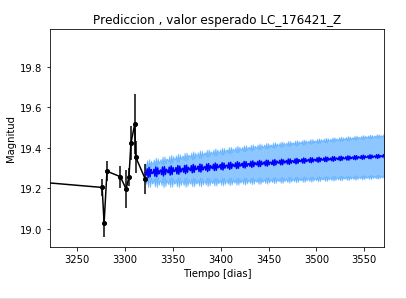 Prediccion , valor esperado LC_176421_Z
19.8
19.6
19.4
19.2
19.0
Magnitud
3250 3300 3350 3400 3450 3500 3550
Tiempo [dias]